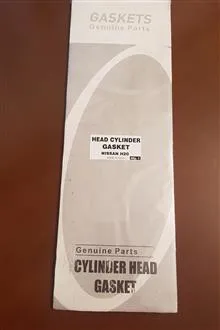 GASKETS
Genuine Parts
HEAD CYLINDER
GASKET
NISSAN H20
Genuine Parts
CYLINDER HEAD
GASKET